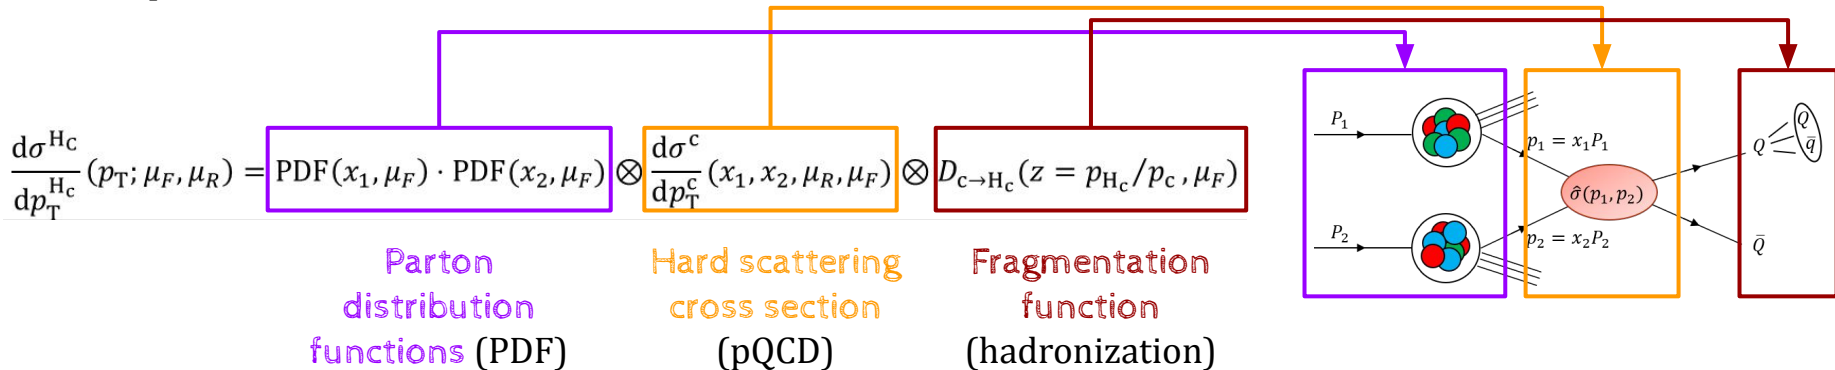 dσ^{H_C}/dp_T^{H_C} (p_T; μ_F, μ_R) = PDF(x_1, μ_F) · PDF(x_2, μ_F) ⊗ dσ^c/dp_T^c (x_1, x_2, μ_R, μ_F) ⊗ D_{c→H_c}(z = p_{H_c}/p_c , μ_F)
Parton
distribution
functions (PDF)
Hard scattering
cross section
(pQCD)
Fragmentation
function
(hadronization)
P_1
p_1 = x_1P_1
P_2
p_2 = x_2P_2
σ̂(p_1, p_2)
Q
Q
q̄
Q̄